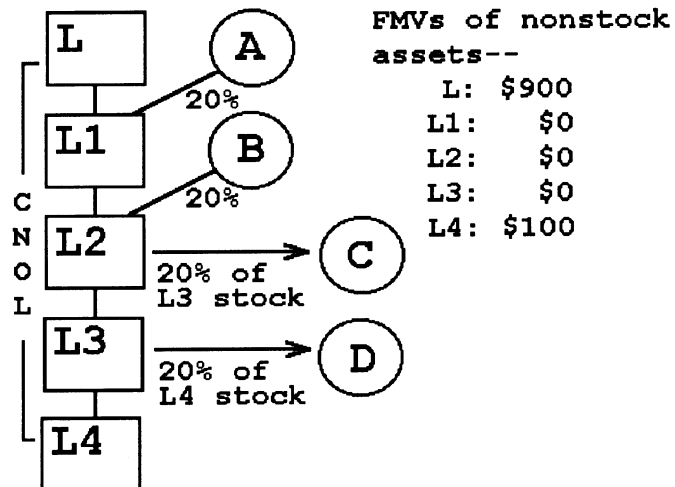 L
A
20%
L1
B
20%
L2
20% of
L3 stock
C
L3
20% of
L4 stock
D
L4
C
N
O
L
FMVs of nonstock
assets--
L: $900
L1: $0
L2: $0
L3: $0
L4: $100